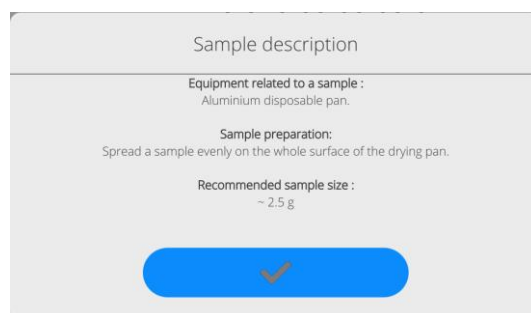 Sample description
Equipment related to a sample :
Aluminium disposable pan.
Sample preparation:
Spread a sample evenly on the whole surface of the drying pan.
Recommended sample size :
~ 2.5 g